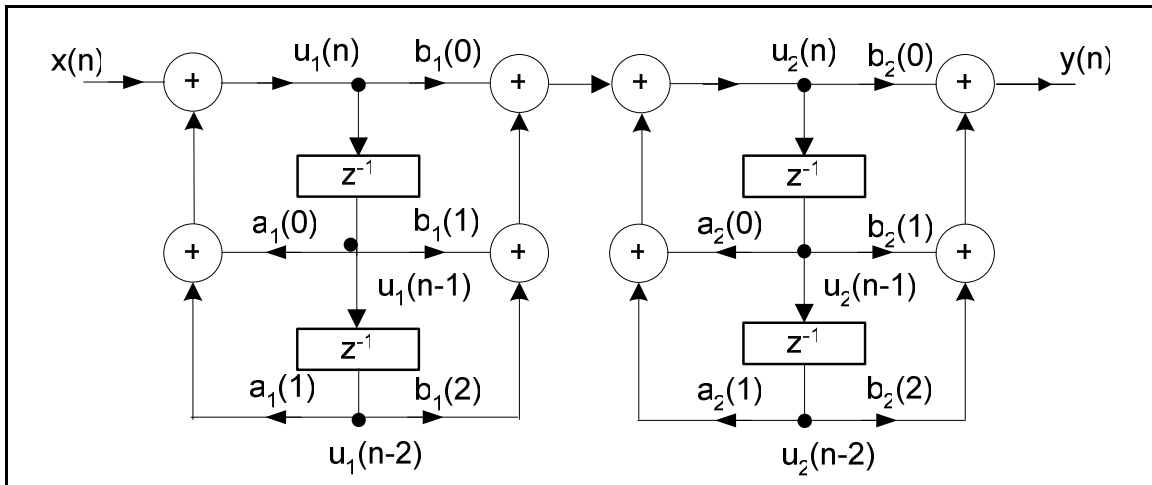 x(n) + u₁(n) b₁(0) + + u₂(n) b₂(0) + y(n)
z⁻¹ z⁻¹
+ a₁(0) b₁(1) + + a₂(0) b₂(1) +
u₁(n-1) u₂(n-1)
z⁻¹ z⁻¹
a₁(1) b₁(2) a₂(1) b₂(2)
u₁(n-2) u₂(n-2)